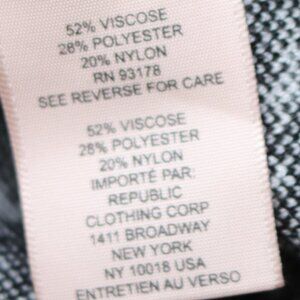 52% VISCOSE
28% POLYESTER
20% NYLON
RN 93178
SEE REVERSE FOR CARE
52% VISCOSE
28% POLYESTER
20% NYLON
IMPORTÉ PAR:
REPUBLIC
CLOTHING CORP
1411 BROADWAY
NEW YORK
NY 10018 USA
ENTRETIEN AU VERSO